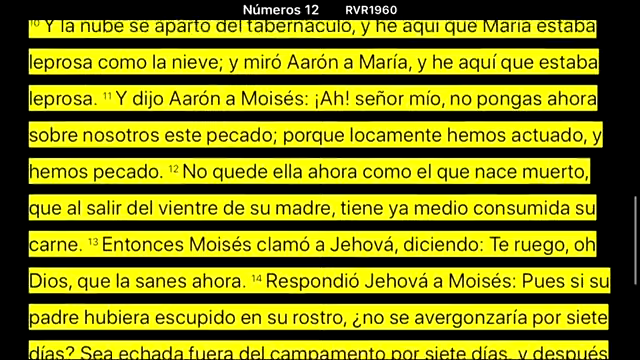 Números 12 RVR1960
10 Y la nube se apartó del tabernáculo, y he aquí que María estaba
leprosa como la nieve; y miró Aarón a María, y he aquí que estaba
leprosa. 11 Y dijo Aarón a Moisés: ¡Ah! señor mío, no pongas ahora
sobre nosotros este pecado; porque locamente hemos actuado, y
hemos pecado. 12 No quede ella ahora como el que nace muerto,
que al salir del vientre de su madre, tiene ya medio consumida su
carne. 13 Entonces Moisés clamó a Jehová, diciendo: Te ruego, oh
Dios, que la sanes ahora. 14 Respondió Jehová a Moisés: Pues si su
padre hubiera escupido en su rostro, ¿no se avergonzaría por siete
días? Sea echada fuera del campamento por siete días, y después